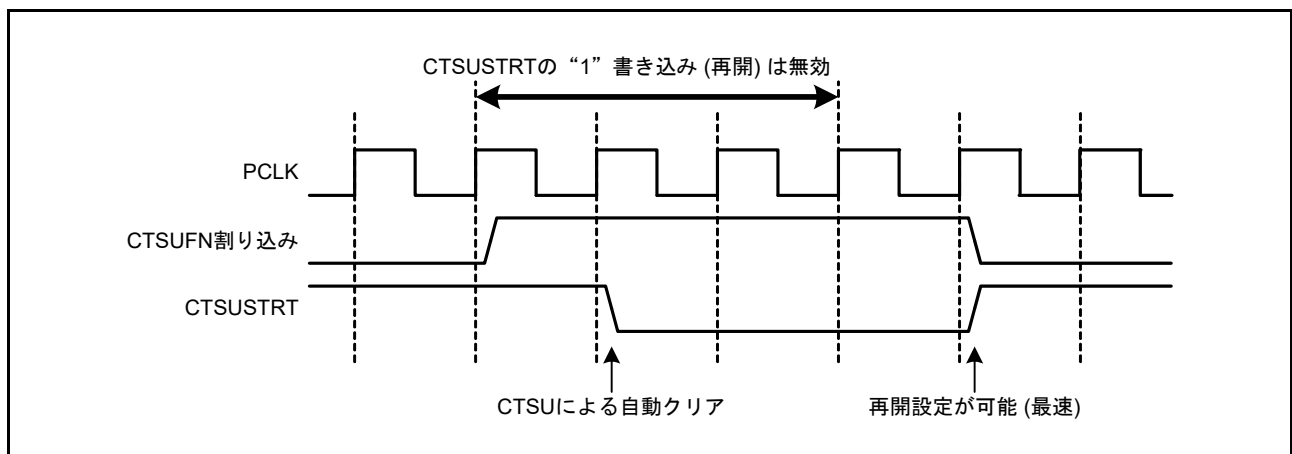 CTSUSTRTの“1”書き込み (再開) は無効
PCLK
CTSUFN割り込み
CTSUSTRT
CTSUによる自動クリア
再開設定が可能 (最速)